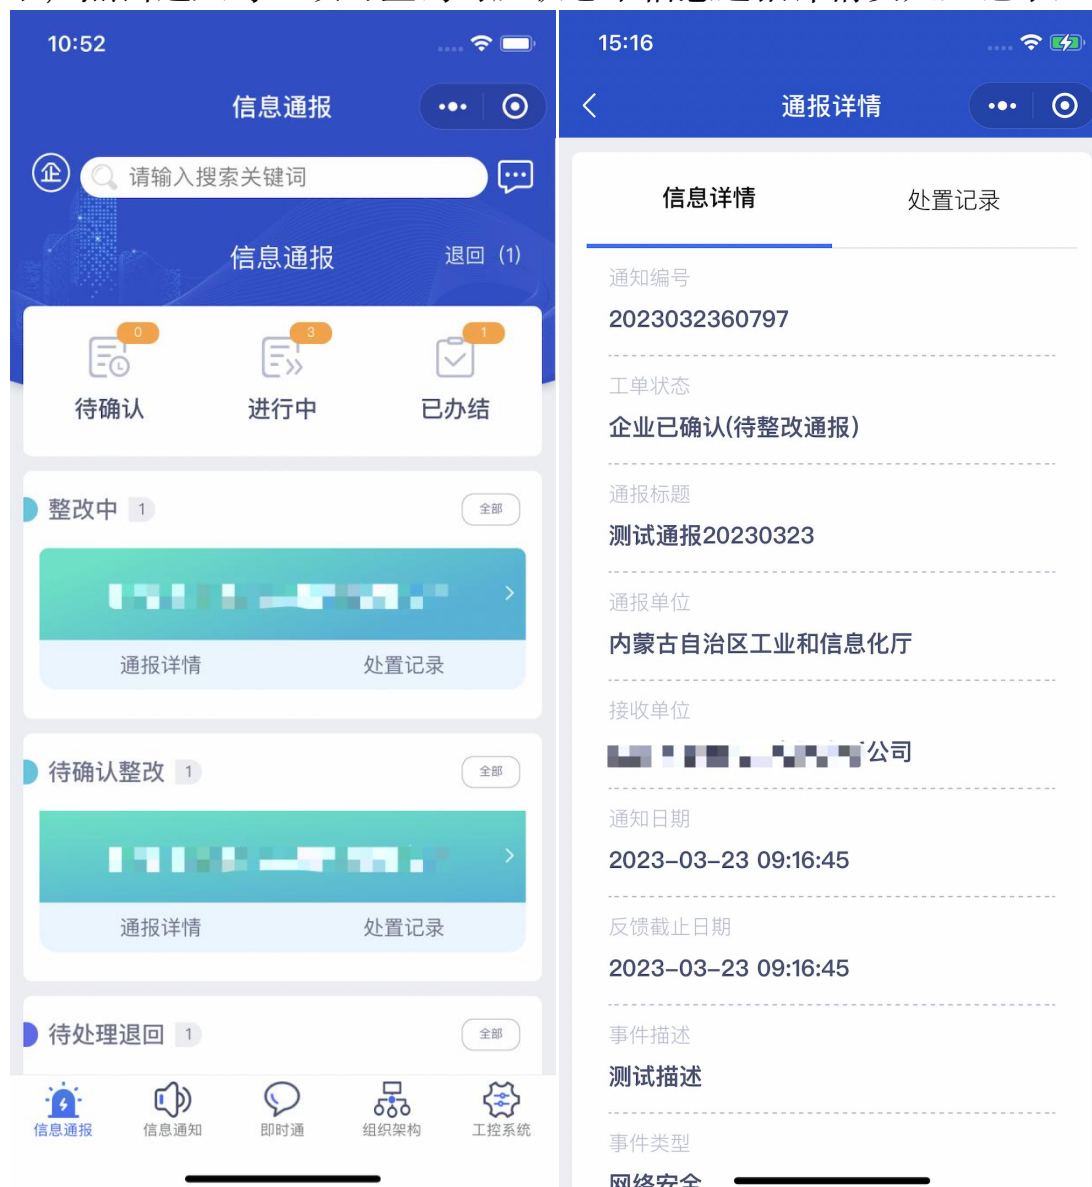 10:52
信息通报
企
请输入搜索关键词
信息通报
退回 (1)
0
3
1
待确认
进行中
已办结
整改中 1
全部
通报详情
处置记录
待确认整改 1
全部
通报详情
处置记录
待处理退回 1
全部
信息通报
信息通知
即时通
组织架构
工控系统
15:16
通报详情
信息详情
处置记录
通知编号
2023032360797
工单状态
企业已确认(待整改通报)
通报标题
测试通报20230323
通报单位
内蒙古自治区工业和信息化厅
接收单位
公司
通知日期
2023-03-23 09:16:45
反馈截止日期
2023-03-23 09:16:45
事件描述
测试描述
事件类型
网络安全